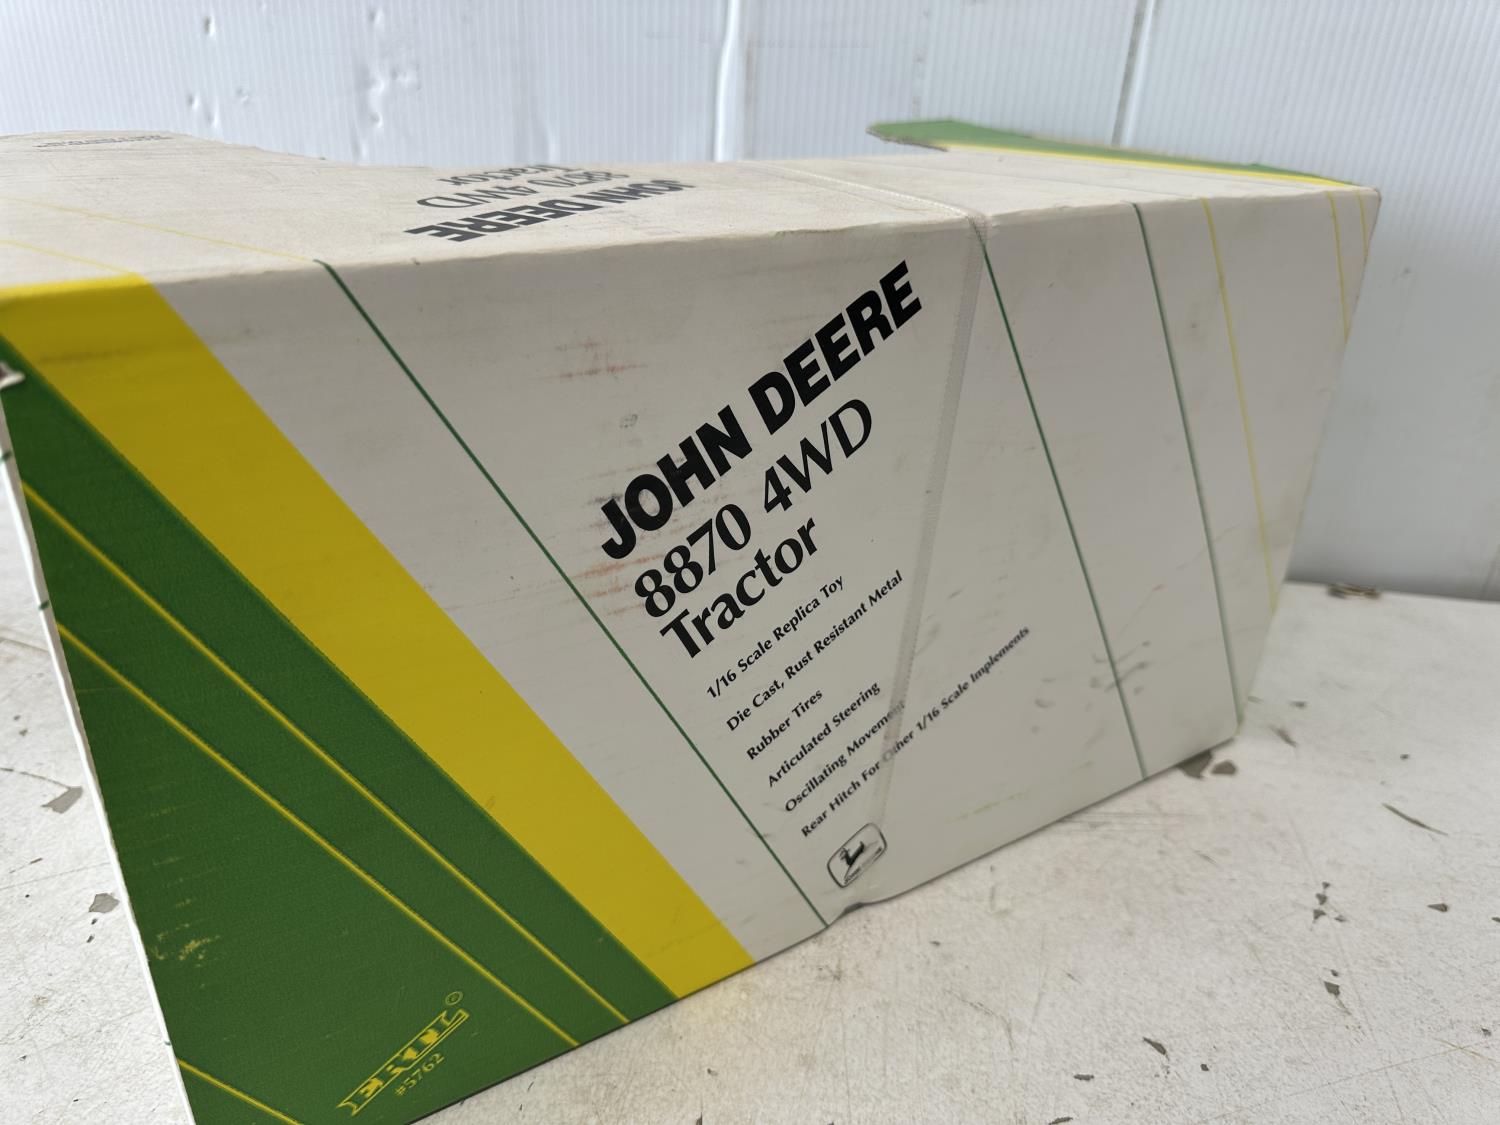 JOHN DEERE
8870 4WD
Tractor
JOHN DEERE
8870 4WD
Tractor
1/16 Scale Replica Toy
Die Cast, Rust Resistant Metal
Rubber Tires
Articulated Steering
Oscillating Movement
Rear Hitch For Other 1/16 Scale Implements
ERTL©
#5762